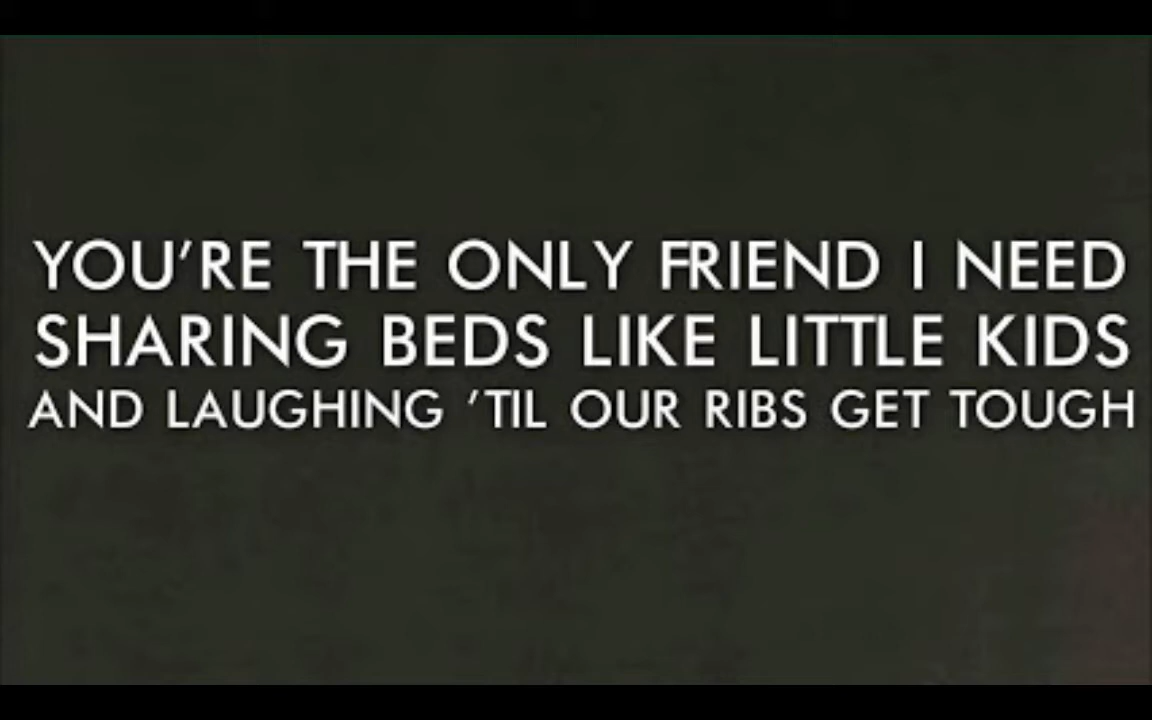 YOU'RE THE ONLY FRIEND I NEED
SHARING BEDS LIKE LITTLE KIDS
AND LAUGHING 'TIL OUR RIBS GET TOUGH